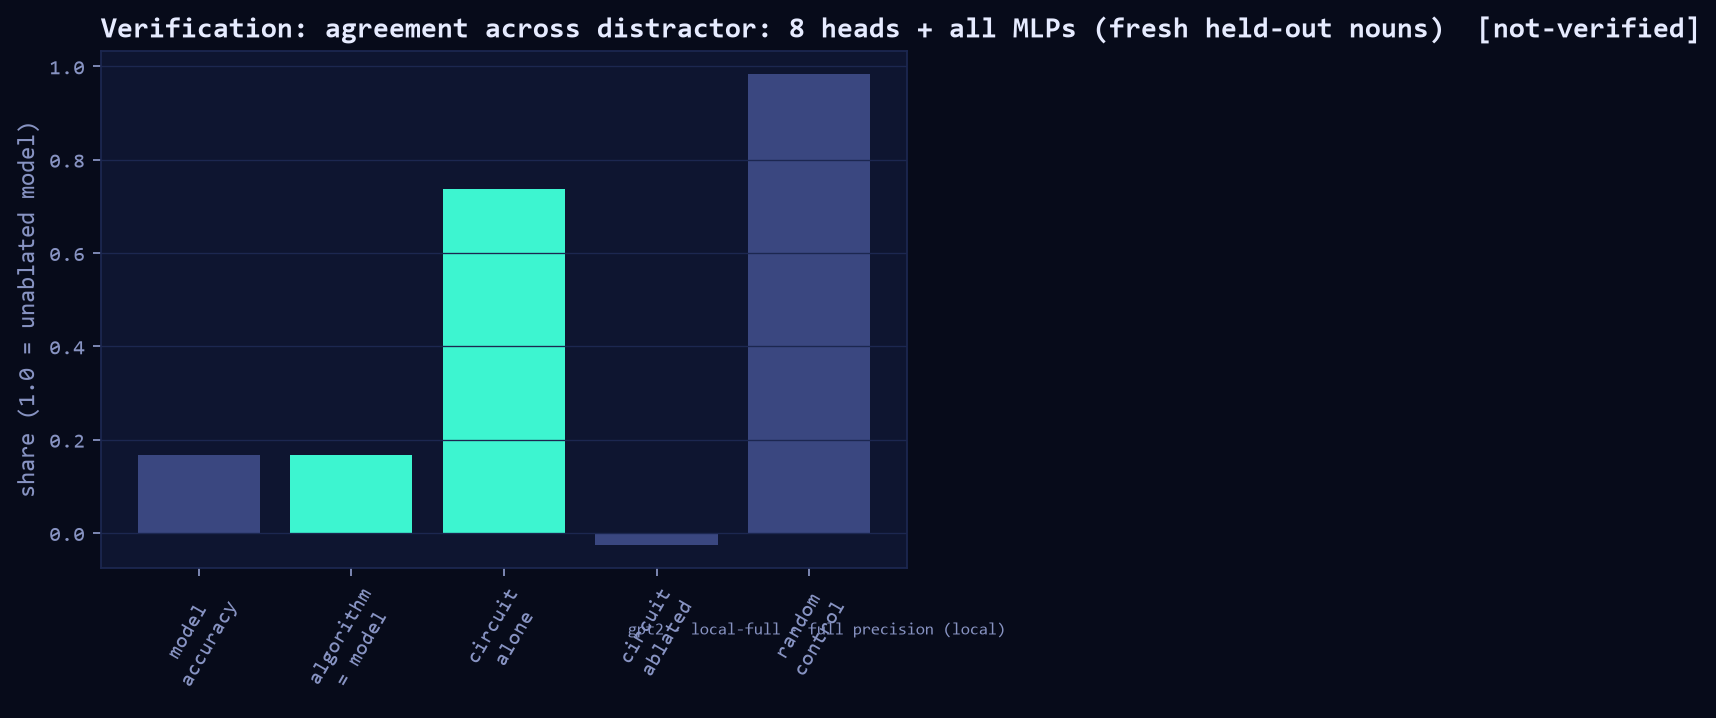 Verification: agreement across distractor: 8 heads + all MLPs (fresh held-out nouns)  [not-verified]
share (1.0 = unablated model)
1.0
0.8
0.6
0.4
0.2
0.0
model
accuracy
algorithm
= model
circuit
alone
circuit
ablated
random
control
gpt2 · local-full · full precision (local)